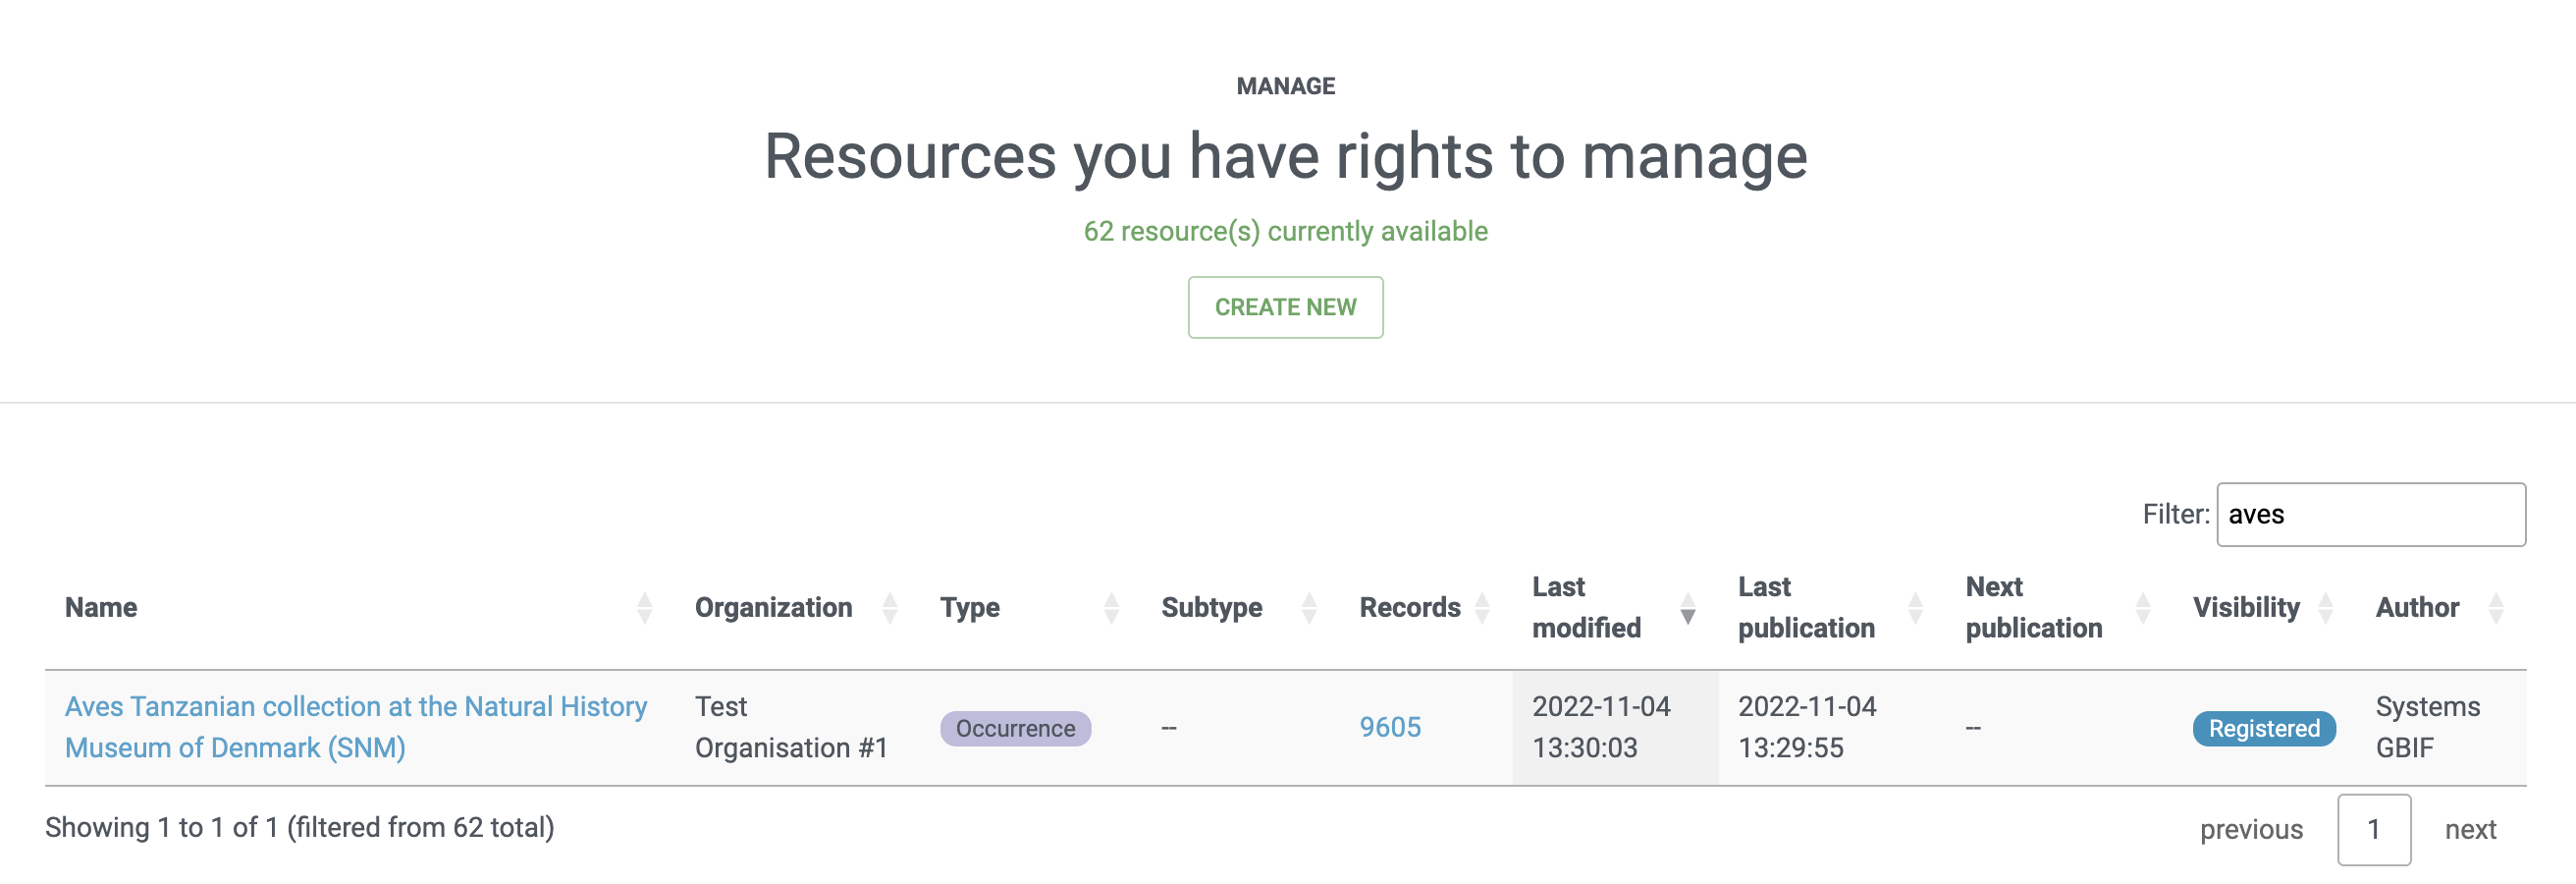 MANAGE
Resources you have rights to manage
62 resource(s) currently available
CREATE NEW
Filter: aves
Name Organization Type Subtype Records Last modified Last publication Next publication Visibility Author
Aves Tanzanian collection at the Natural History Museum of Denmark (SNM) Test Organisation #1 Occurrence -- 9605 2022-11-04 13:30:03 2022-11-04 13:29:55 -- Registered Systems GBIF
Showing 1 to 1 of 1 (filtered from 62 total)
previous 1 next